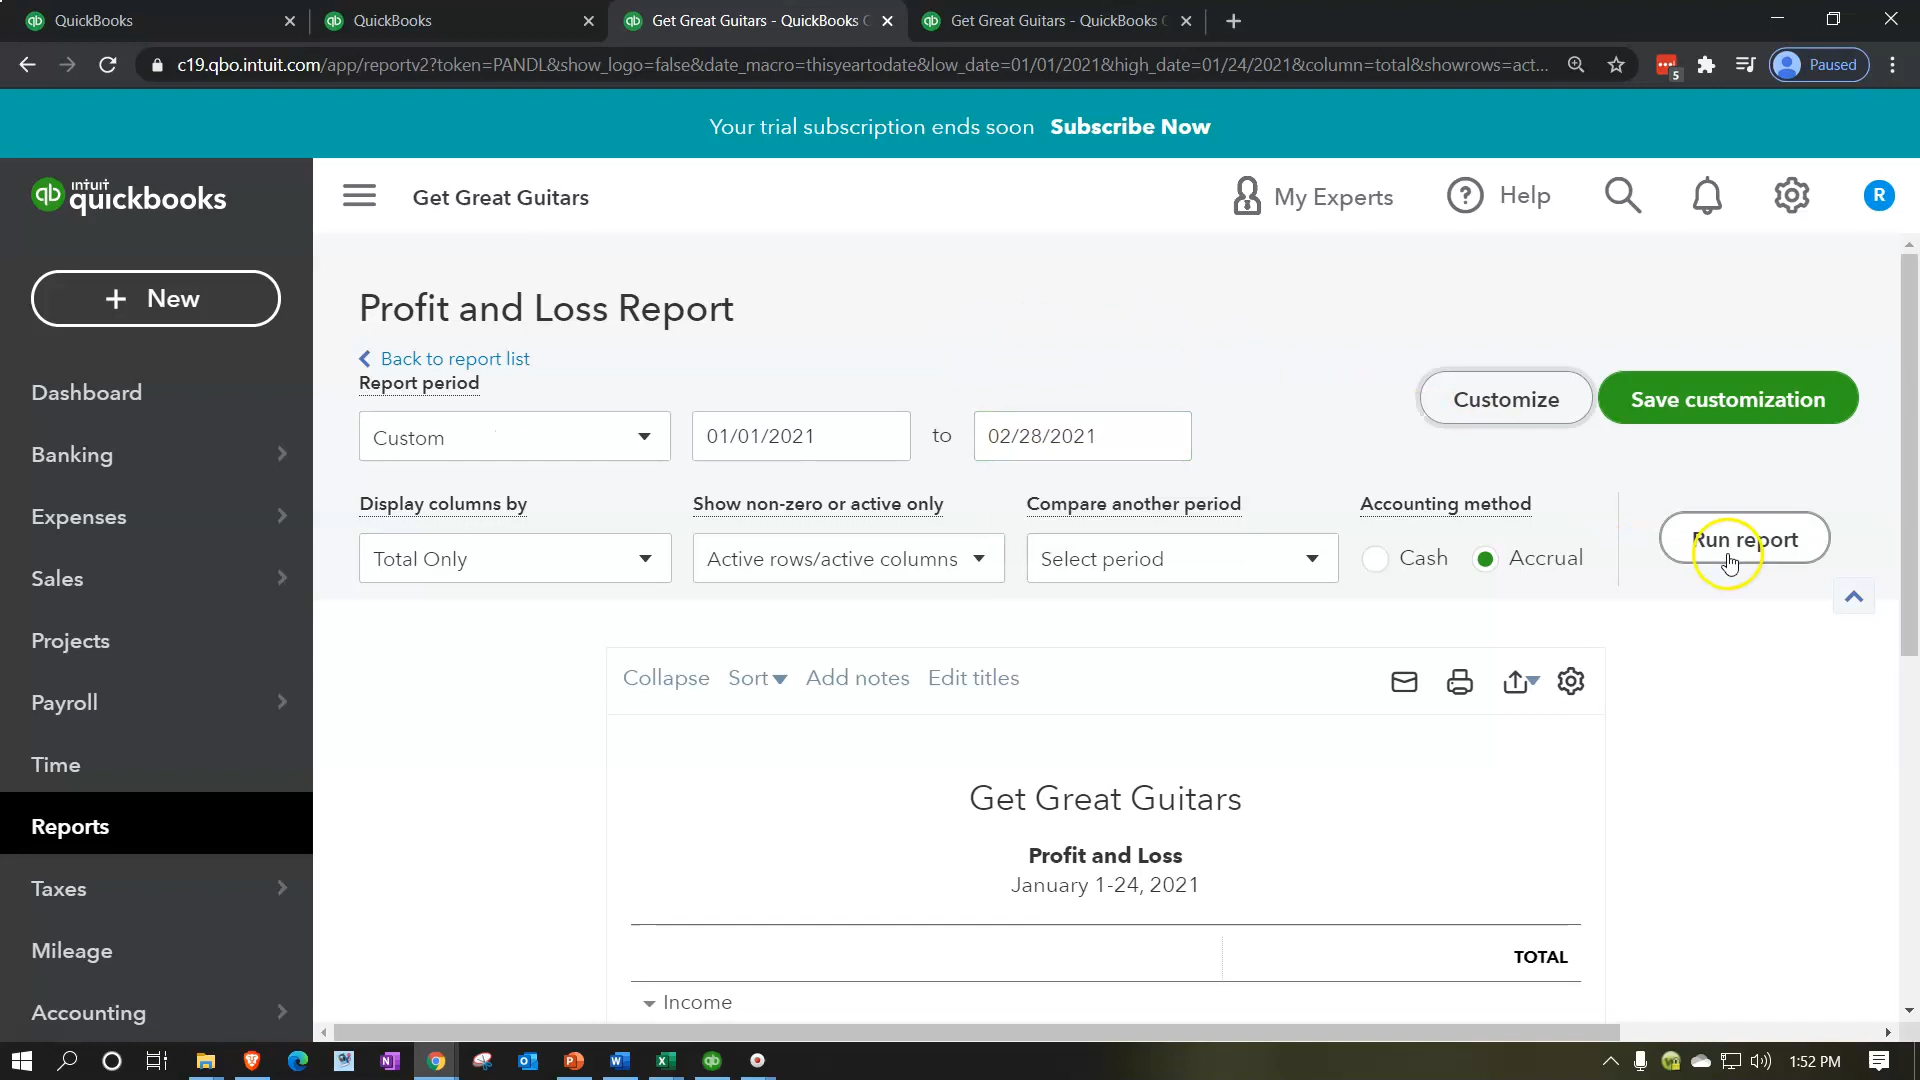 QuickBooks
QuickBooks
Get Great Guitars - QuickBooks O
Get Great Guitars - QuickBooks O
c19.qbo.intuit.com/app/reportv2?token=PANDL&show_logo=false&date_macro=thisyeartodate&low_date=01/01/2021&high_date=01/24/2021&column=total&showrows=act...
5
Paused
Your trial subscription ends soon Subscribe Now
qb intuit quickbooks
Get Great Guitars
My Experts
Help
R
+ New
Dashboard
Banking
Expenses
Sales
Projects
Payroll
Time
Reports
Taxes
Mileage
Accounting
Profit and Loss Report
Back to report list
Report period
Custom
01/01/2021
to
02/28/2021
Customize
Save customization
Display columns by
Show non-zero or active only
Compare another period
Accounting method
Total Only
Active rows/active columns
Select period
Cash
Accrual
Run report
Collapse
Sort
Add notes
Edit titles
Get Great Guitars
Profit and Loss
January 1-24, 2021
TOTAL
Income
1:52 PM